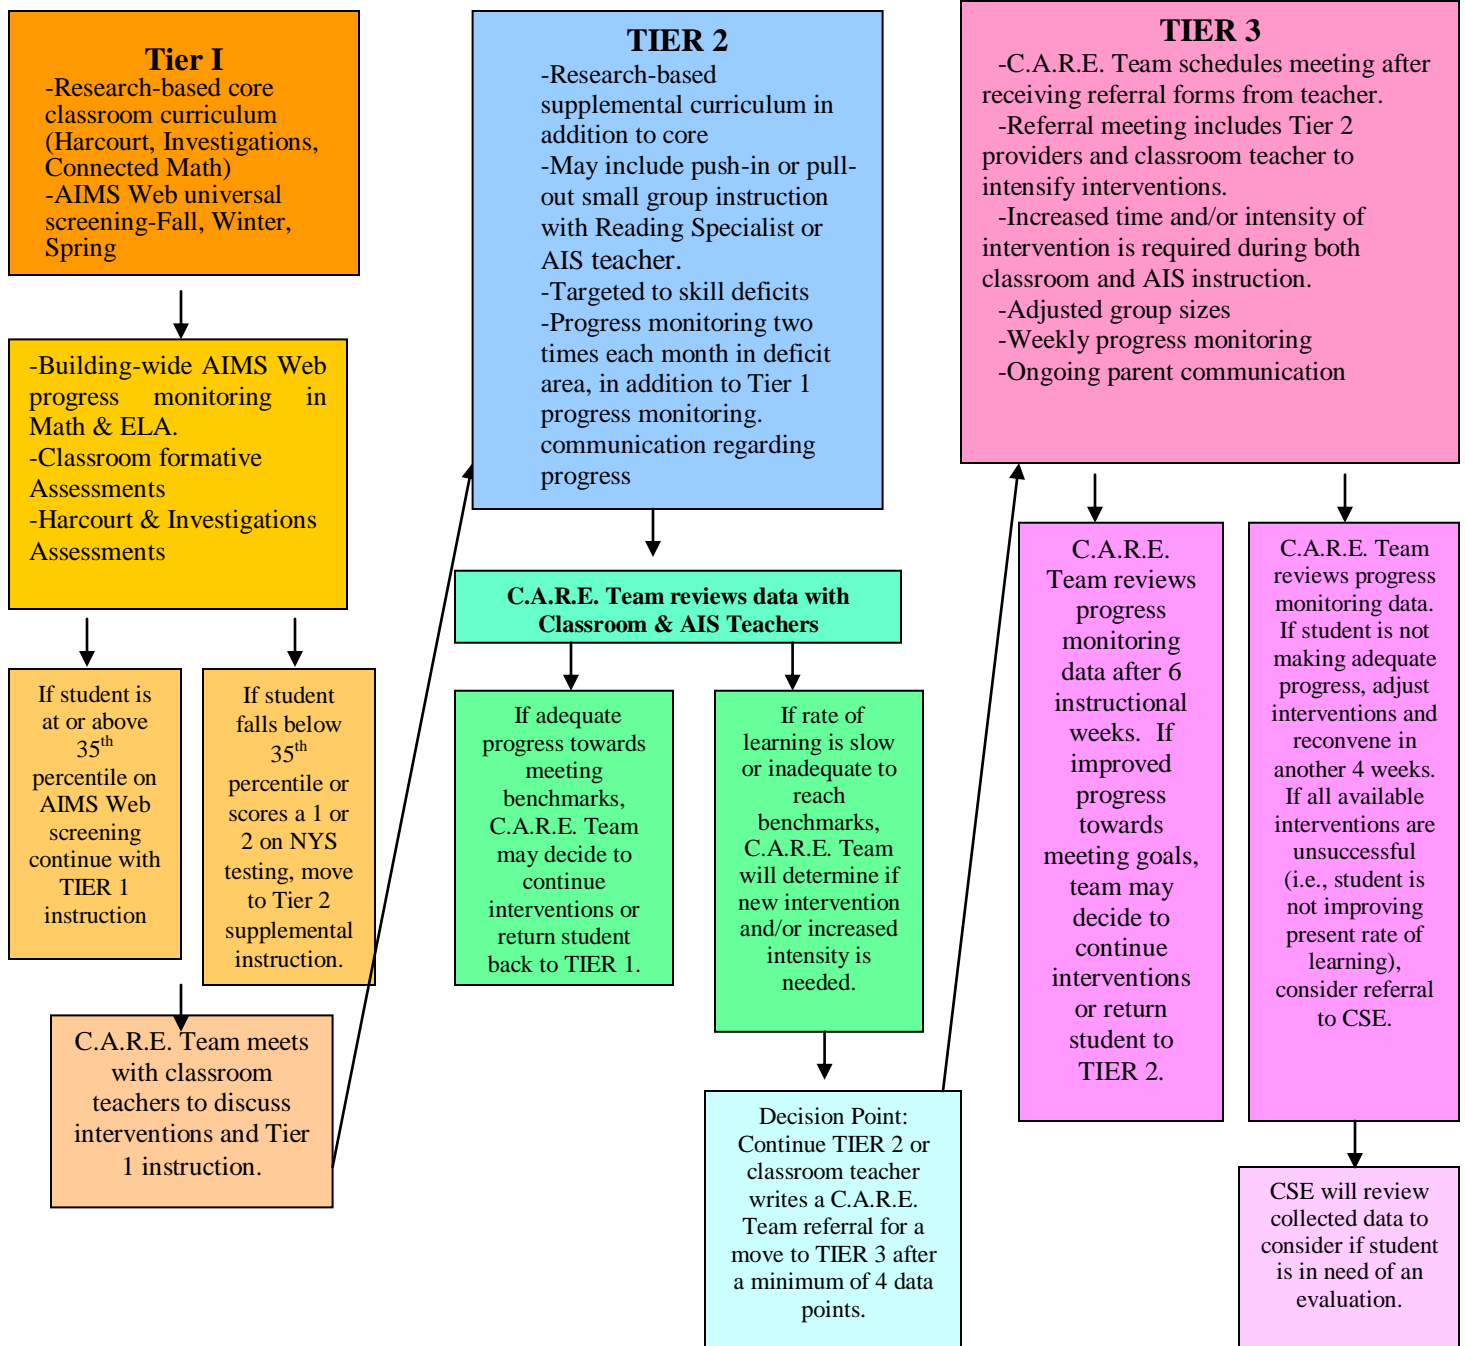 Tier I
-Research-based core
classroom curriculum
(Harcourt, Investigations,
Connected Math)
-AIMS Web universal
screening-Fall, Winter,
Spring
-Building-wide AIMS Web
progress monitoring in
Math & ELA.
-Classroom formative
Assessments
-Harcourt & Investigations
Assessments
If student is
at or above
35th
percentile on
AIMS Web
screening
continue with
TIER 1
instruction
If student
falls below
35th
percentile or
scores a 1 or
2 on NYS
testing, move
to Tier 2
supplemental
instruction.
C.A.R.E. Team meets
with classroom
teachers to discuss
interventions and Tier
1 instruction.
TIER 2
-Research-based
supplemental curriculum in
addition to core
-May include push-in or pull-
out small group instruction
with Reading Specialist or
AIS teacher.
-Targeted to skill deficits
-Progress monitoring two
times each month in deficit
area, in addition to Tier 1
progress monitoring.
communication regarding
progress
C.A.R.E. Team reviews data with
Classroom & AIS Teachers
If adequate
progress towards
meeting
benchmarks,
C.A.R.E. Team
may decide to
continue
interventions or
return student
back to TIER 1.
If rate of
learning is slow
or inadequate to
reach
benchmarks,
C.A.R.E. Team
will determine if
new intervention
and/or increased
intensity is
needed.
Decision Point:
Continue TIER 2 or
classroom teacher
writes a C.A.R.E.
Team referral for a
move to TIER 3 after
a minimum of 4 data
points.
TIER 3
-C.A.R.E. Team schedules meeting after
receiving referral forms from teacher.
-Referral meeting includes Tier 2
providers and classroom teacher to
intensify interventions.
-Increased time and/or intensity of
intervention is required during both
classroom and AIS instruction.
-Adjusted group sizes
-Weekly progress monitoring
-Ongoing parent communication
C.A.R.E.
Team reviews
progress
monitoring
data after 6
instructional
weeks. If
improved
progress
towards
meeting goals,
team may
decide to
continue
interventions
or return
student to
TIER 2.
C.A.R.E. Team
reviews progress
monitoring data.
If student is not
making adequate
progress, adjust
interventions and
reconvene in
another 4 weeks.
If all available
interventions are
unsuccessful
(i.e., student is
not improving
present rate of
learning),
consider referral
to CSE.
CSE will review
collected data to
consider if student
is in need of an
evaluation.